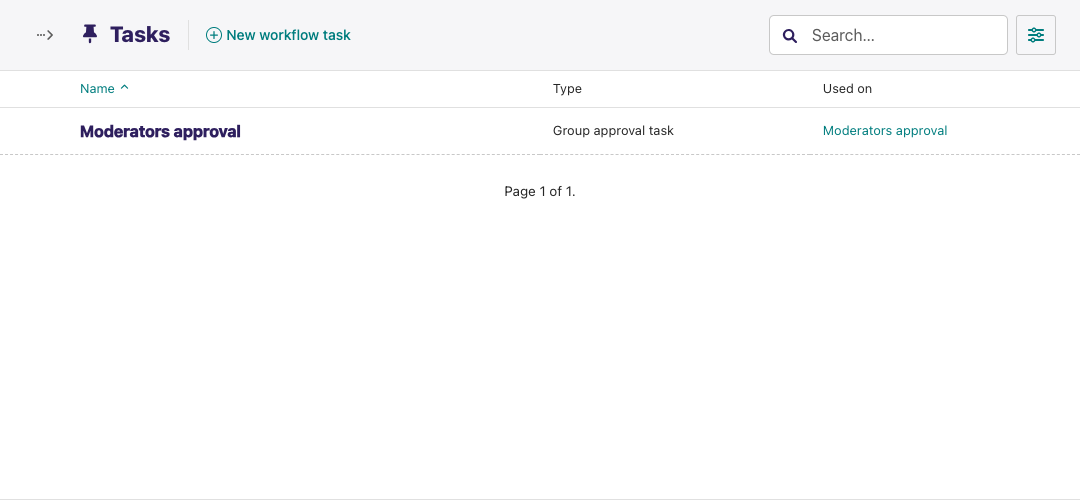 Tasks
New workflow task
Search...
Name Type Used on
Moderators approval Group approval task Moderators approval
Page 1 of 1.